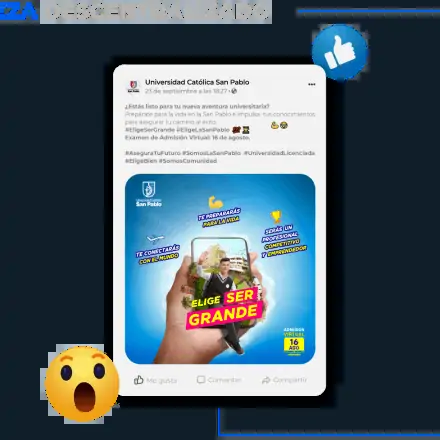 Universidad Católica San Pablo
23 de septiembre a las 18:27
¿Estás listo para tu nueva aventura universitaria?
Prepárate para la vida en la San Pablo e impulsa tus conocimientos
para asegurar tu camino al éxito.
#EligeSerGrande #EligeLaSanPablo
Examen de Admisión Virtual: 16 de agosto.
#AseguraTuFuturo #SomosLaSanPablo #UniversidadLicenciada
#EligeBien #SomosComunidad
San Pablo
TE PREPARARÁS
PARA LA VIDA
TE CONECTARÁS
CON EL MUNDO
SERÁS UN
PROFESIONAL
COMPETITIVO
Y EMPRENDEDOR
ELIGE SER
GRANDE
ADMISIÓN
VIRTUAL
16
AGO
Me gusta
Comentar
Compartir